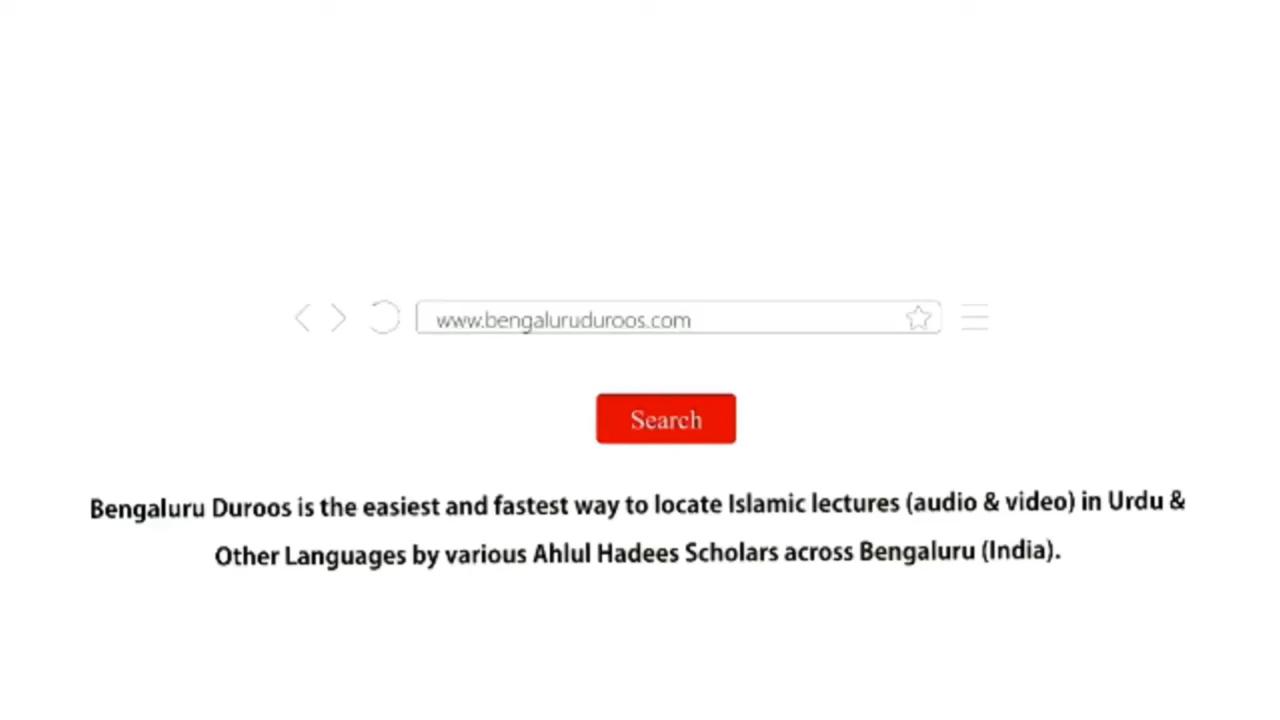 www.bengaluruduroos.com
Search
Bengaluru Duroos is the easiest and fastest way to locate Islamic lectures (audio & video) in Urdu &
Other Languages by various Ahlul Hadees Scholars across Bengaluru (India).